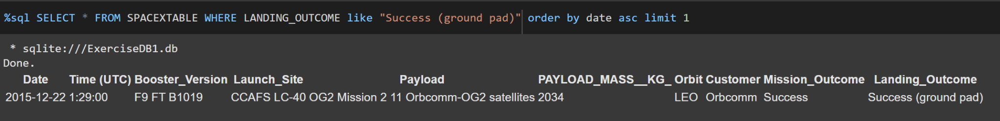 %sql SELECT * FROM SPACEXTABLE WHERE LANDING_OUTCOME like "Success (ground pad)" order by date asc limit 1
* sqlite:///ExerciseDB1.db
Done.
Date Time (UTC) Booster_Version Launch_Site Payload PAYLOAD_MASS__KG_ Orbit Customer Mission_Outcome Landing_Outcome
2015-12-22 1:29:00 F9 FT B1019 CCAFS LC-40 OG2 Mission 2 11 Orbcomm-OG2 satellites 2034 LEO Orbcomm Success Success (ground pad)